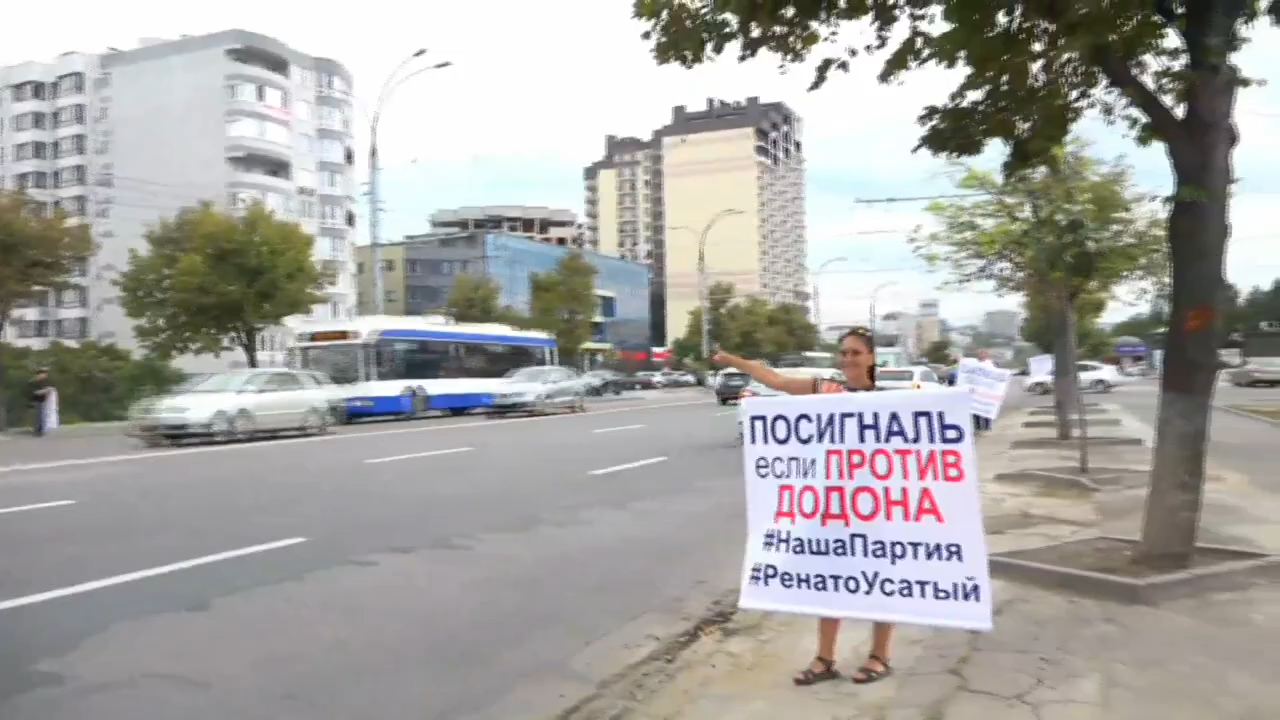 ПОСИГНАЛЬ
если ПРОТИВ
ДОДОНА
#НашаПартия
#РенатоУсатый